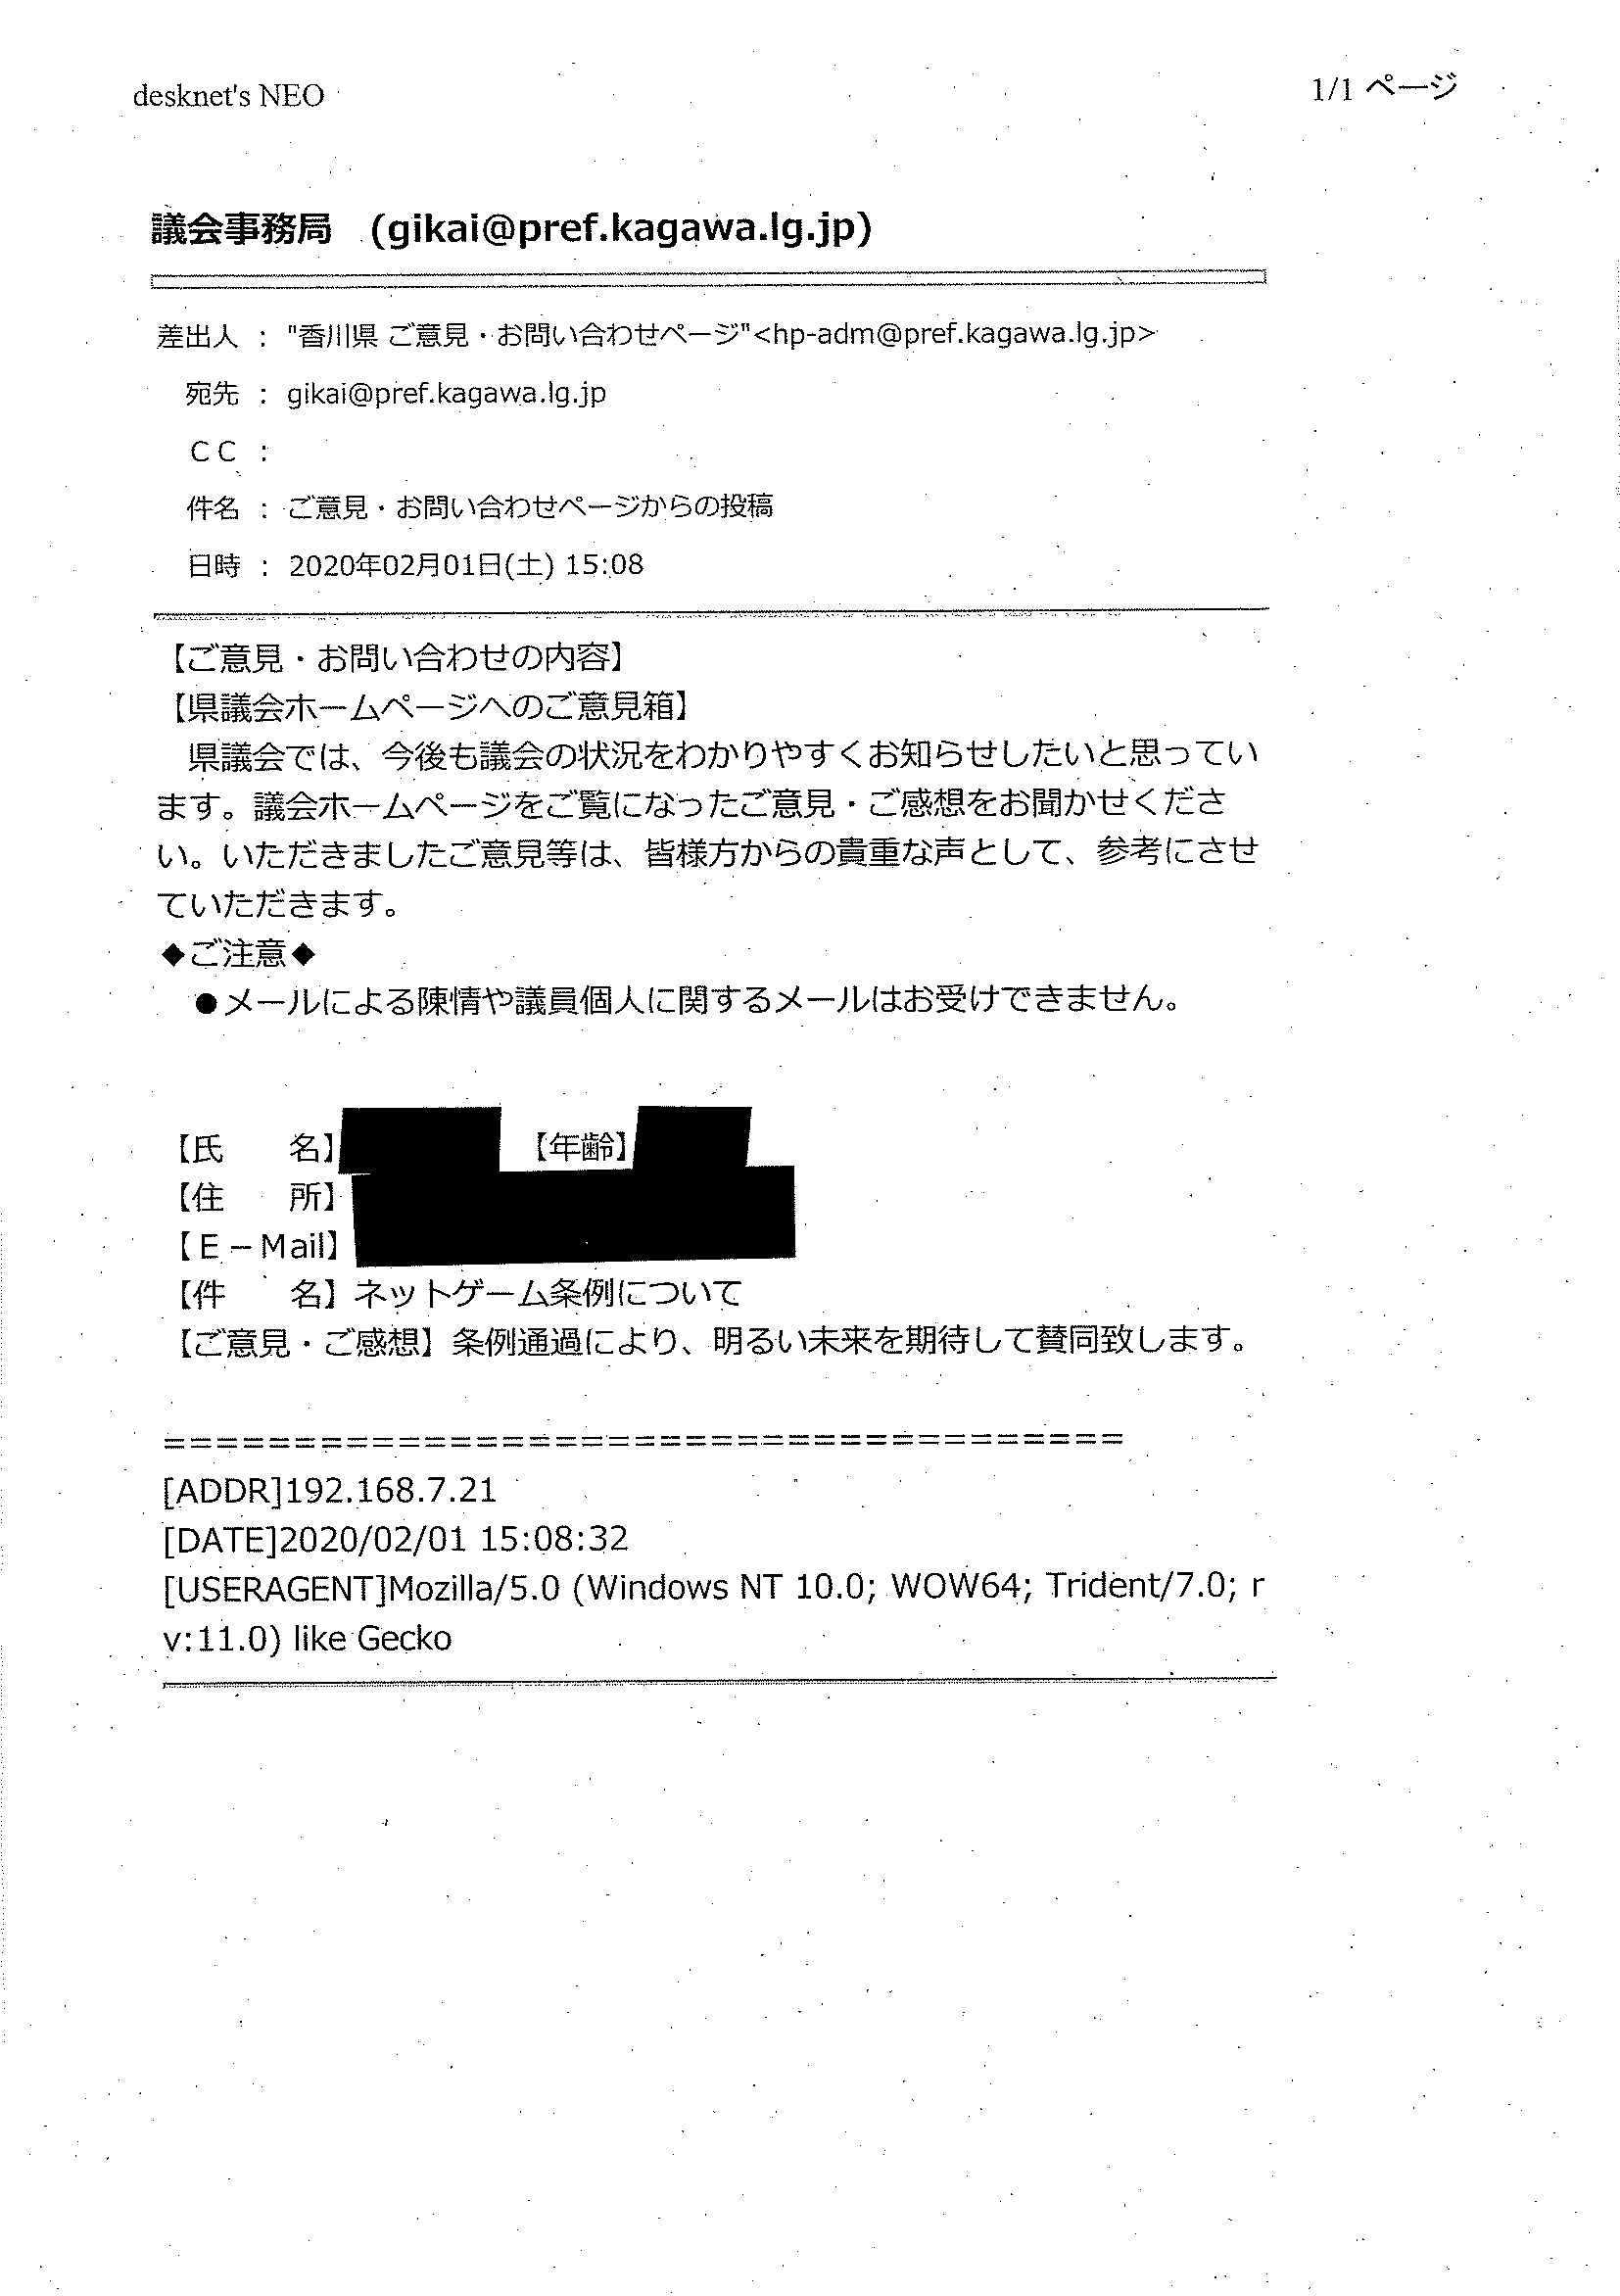 desknet's NEO
1/1 ページ
議会事務局　(gikai@pref.kagawa.lg.jp)
差出人 ： "香川県 ご意見・お問い合わせページ"<hp-adm@pref.kagawa.lg.jp>
宛先 ： gikai@pref.kagawa.lg.jp
ＣＣ ：
件名 ： ご意見・お問い合わせページからの投稿
日時 ： 2020年02月01日(土) 15:08
【ご意見・お問い合わせの内容】
【県議会ホームページへのご意見箱】
　県議会では、今後も議会の状況をわかりやすくお知らせしたいと思ってい
ます。議会ホームページをご覧になったご意見・ご感想をお聞かせくださ
い。いただきましたご意見等は、皆様方からの貴重な声として、参考にさせ
ていただきます。
◆ご注意◆
　●メールによる陳情や議員個人に関するメールはお受けできません。
【氏　　名】　【年齢】
【住　　所】
【Ｅ－Mail】
【件　　名】ネットゲーム条例について
【ご意見・ご感想】条例通過により、明るい未来を期待して賛同致します。
=====================================
[ADDR]192.168.7.21
[DATE]2020/02/01 15:08:32
[USERAGENT]Mozilla/5.0 (Windows NT 10.0; WOW64; Trident/7.0; r
v:11.0) like Gecko